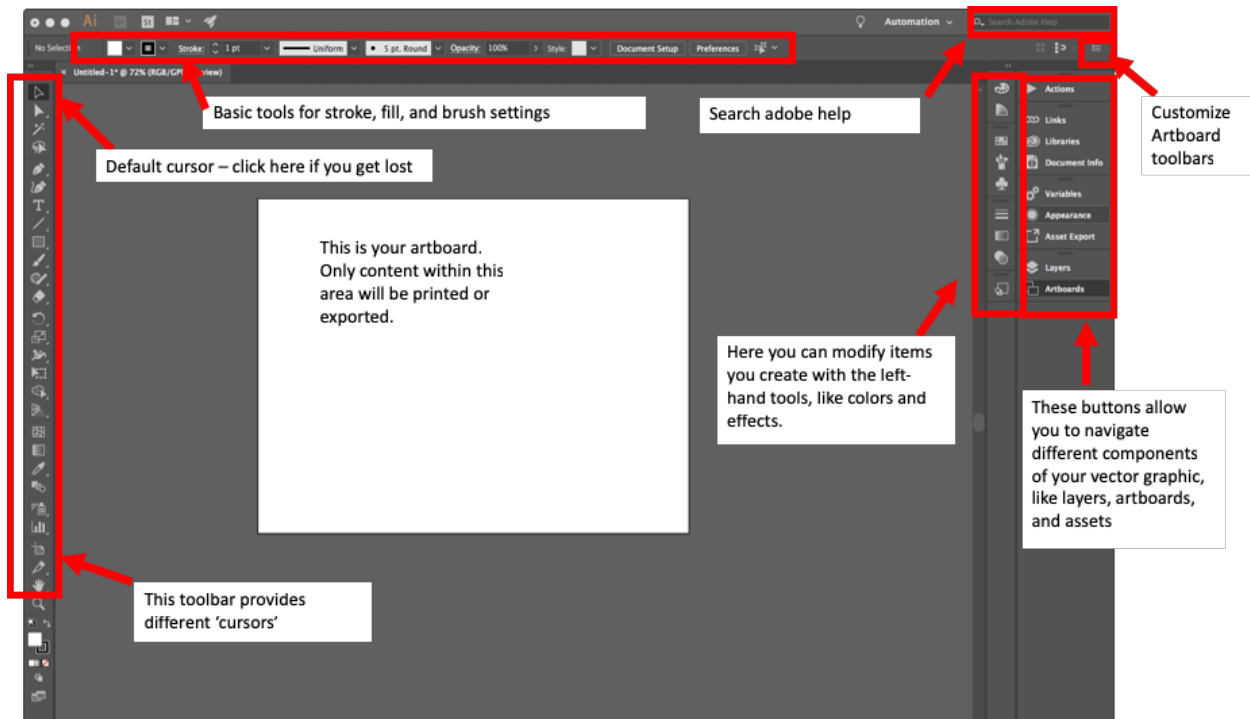 Ai Br St Automation Search Adobe Help
No Selection Stroke: 1 pt Uniform 5 pt. Round Opacity: 100% Style: Document Setup Preferences
× Untitled-1* @ 72% (RGB/GP view)
Basic tools for stroke, fill, and brush settings
Search adobe help
Customize
Artboard
toolbars
Default cursor – click here if you get lost
Actions
Links
Libraries
Document Info
Variables
Appearance
Asset Export
Layers
Artboards
T
This is your artboard.
Only content within this
area will be printed or
exported.
Here you can modify items
you create with the left-
hand tools, like colors and
effects.
These buttons allow
you to navigate
different components
of your vector graphic,
like layers, artboards,
and assets
This toolbar provides
different ‘cursors’